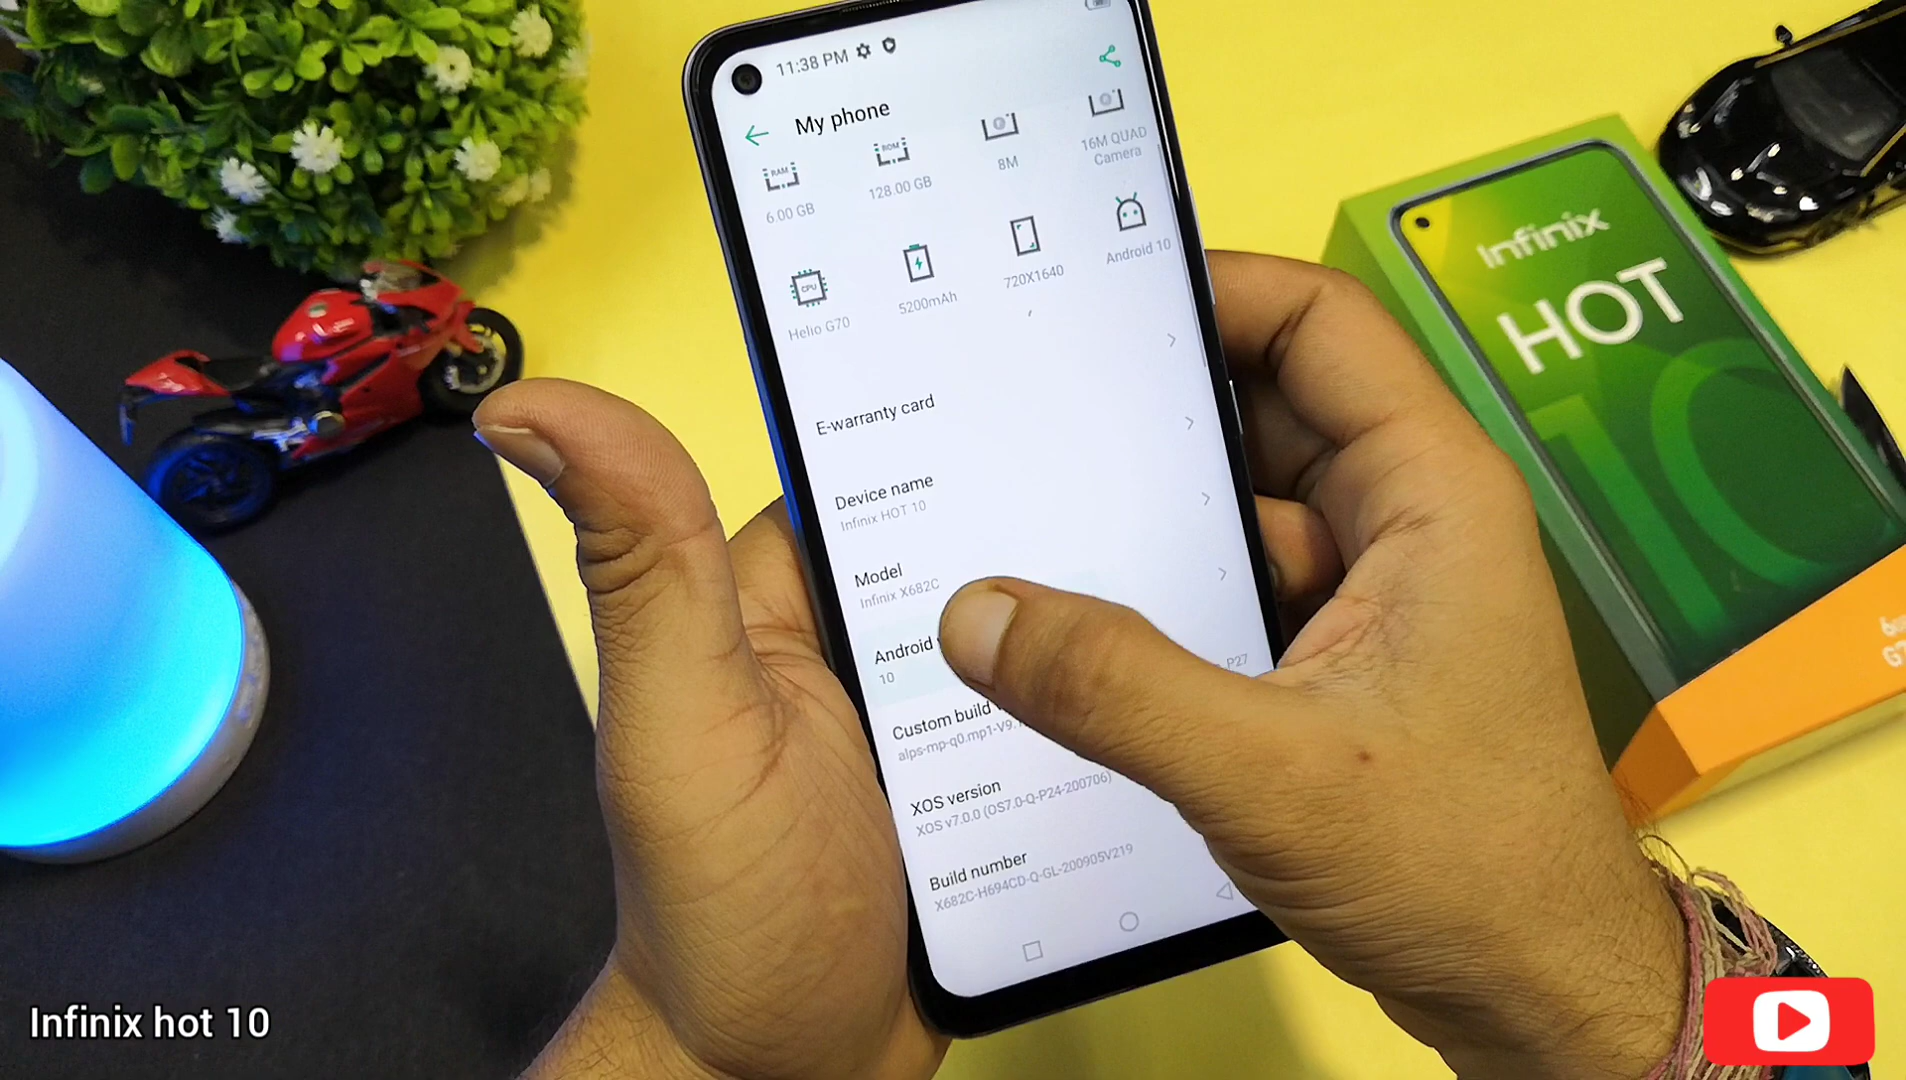 11:38 PM
My phone
RAM
ROM
6.00 GB
128.00 GB
8M
16M QUAD
Camera
CPU
Helio G70
5200mAh
720X1640
Android 10
E-warranty card
Device name
Infinix HOT 10
Model
Infinix X682C
Android
10
P27
Custom build
alps-mp-q0.mp1-V9.
XOS version
XOS v7.0.0 (OS7.0-Q-P24-200706)
Build number
X682C-H694CD-Q-GL-200905V219
Infinix
HOT
10
Infinix hot 10